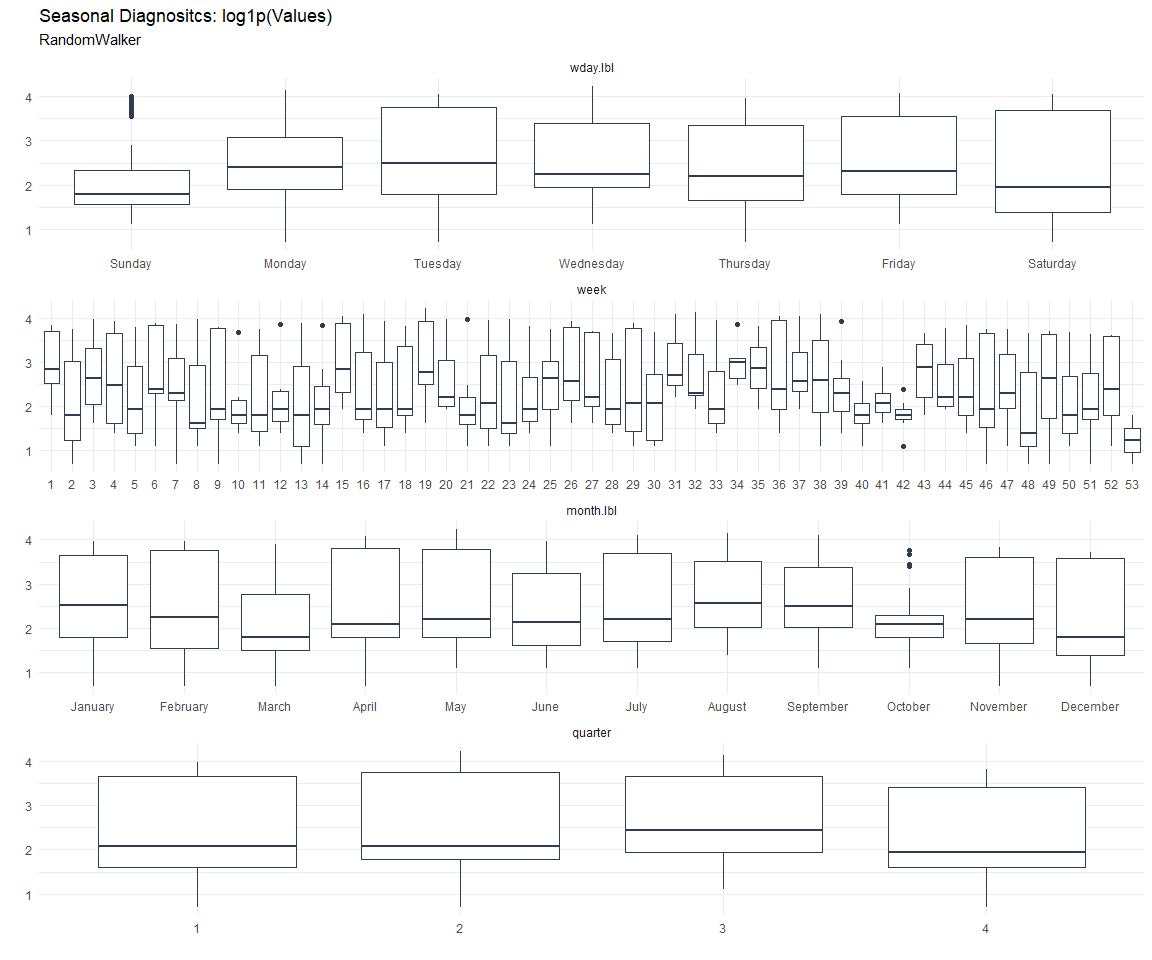 Seasonal Diagnositcs: log1p(Values)
RandomWalker
wday.lbl
4
3
2
1
Sunday Monday Tuesday Wednesday Thursday Friday Saturday
week
4
3
2
1
1 2 3 4 5 6 7 8 9 10 11 12 13 14 15 16 17 18 19 20 21 22 23 24 25 26 27 28 29 30 31 32 33 34 35 36 37 38 39 40 41 42 43 44 45 46 47 48 49 50 51 52 53
month.lbl
4
3
2
1
January February March April May June July August September October November December
quarter
4
3
2
1
1 2 3 4